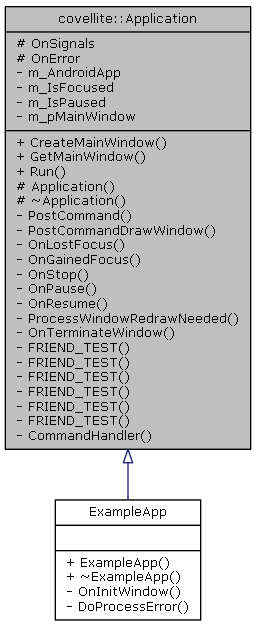 covellite::Application
# OnSignals
# OnError
- m_AndroidApp
- m_IsFocused
- m_IsPaused
- m_pMainWindow
+ CreateMainWindow()
+ GetMainWindow()
+ Run()
# Application()
# ~Application()
- PostCommand()
- PostCommandDrawWindow()
- OnLostFocus()
- OnGainedFocus()
- OnStop()
- OnPause()
- OnResume()
- ProcessWindowRedrawNeeded()
- OnTerminateWindow()
- FRIEND_TEST()
- FRIEND_TEST()
- FRIEND_TEST()
- FRIEND_TEST()
- FRIEND_TEST()
- FRIEND_TEST()
- CommandHandler()
ExampleApp
+ ExampleApp()
+ ~ExampleApp()
- OnInitWindow()
- DoProcessError()